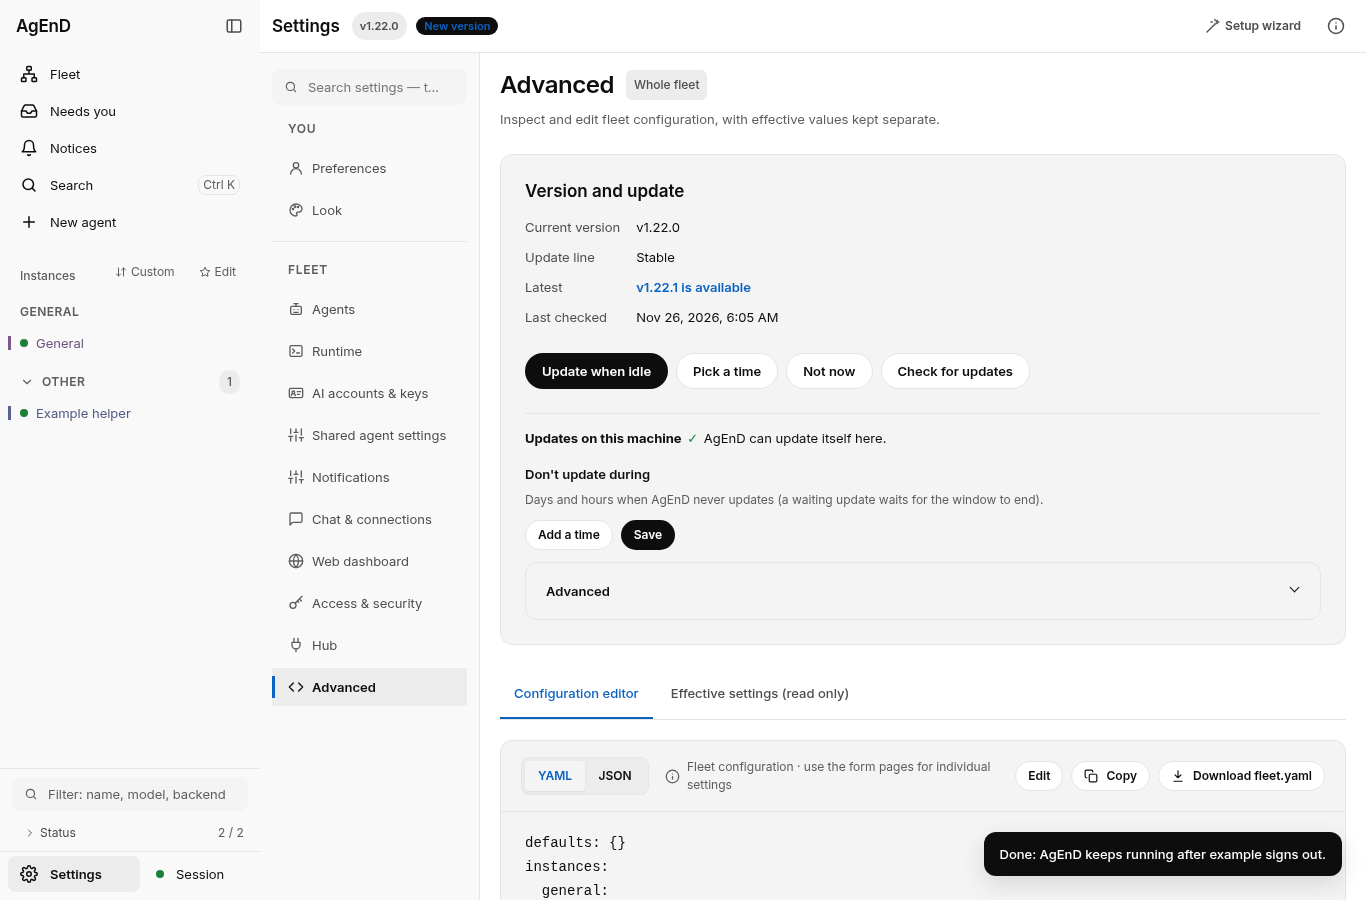 AgEnD
Fleet
Needs you
Notices
Search
Ctrl K
New agent
Instances
Custom
Edit
GENERAL
General
OTHER
1
Example helper
Filter: name, model, backend
Status
2 / 2
Settings
Session
Settings
v1.22.0
New version
Setup wizard
Search settings — t...
YOU
Preferences
Look
FLEET
Agents
Runtime
AI accounts & keys
Shared agent settings
Notifications
Chat & connections
Web dashboard
Access & security
Hub
Advanced
Advanced
Whole fleet
Inspect and edit fleet configuration, with effective values kept separate.
Version and update
Current version v1.22.0
Update line Stable
Latest v1.22.1 is available
Last checked Nov 26, 2026, 6:05 AM
Update when idle
Pick a time
Not now
Check for updates
Updates on this machine ✓ AgEnD can update itself here.
Don't update during
Days and hours when AgEnD never updates (a waiting update waits for the window to end).
Add a time
Save
Advanced
Configuration editor
Effective settings (read only)
YAML
JSON
Fleet configuration · use the form pages for individual
settings
Edit
Copy
Download fleet.yaml
defaults: {}
instances:
general:
Done: AgEnD keeps running after example signs out.